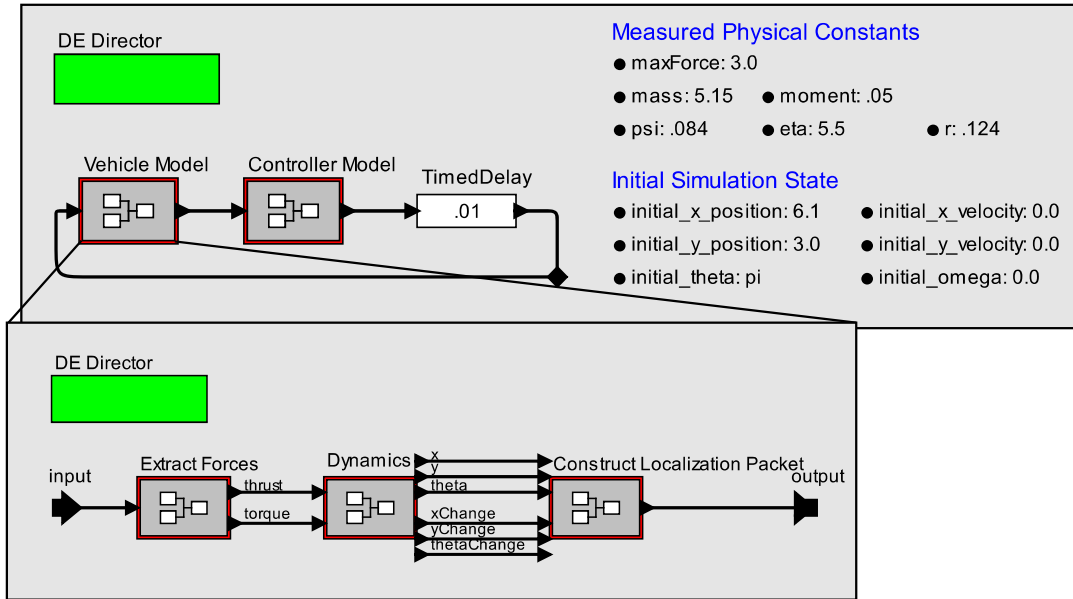 DE Director
Measured Physical Constants
maxForce: 3.0
mass: 5.15 moment: .05
psi: .084 eta: 5.5 r: .124
Vehicle Model Controller Model TimedDelay
.01
Initial Simulation State
initial_x_position: 6.1 initial_x_velocity: 0.0
initial_y_position: 3.0 initial_y_velocity: 0.0
initial_theta: pi initial_omega: 0.0
DE Director
input
Extract Forces
thrust
torque
Dynamics
x
y
theta
xChange
yChange
thetaChange
Construct Localization Packet
output